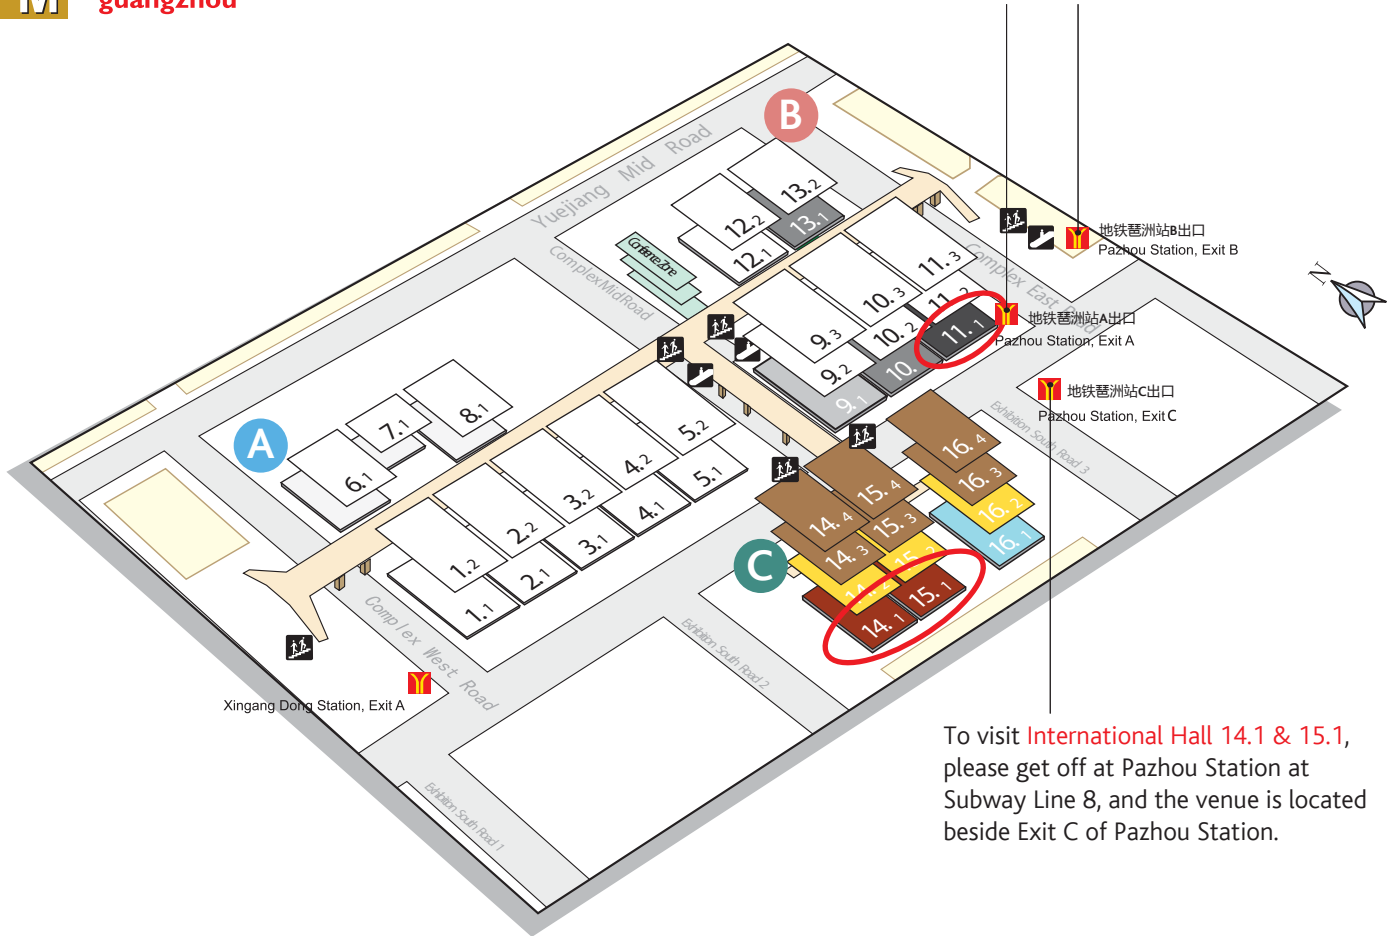 M
guangzhou
B
Yuejiang Mid Road
13.2
12.2
13.1
12.1
Conference Zone
ComplexMidRoad
地铁琶洲站B出口
Pazhou Station, Exit B
N
Complex East Road
11.3
11.2
11.1
10.3
10.2
10.
9.3
9.2
9.1
地铁琶洲站A出口
Pazhou Station, Exit A
地铁琶洲站C出口
Pazhou Station, Exit C
Exhibition South Road 3
A
8.1
7.1
6.1
5.2
5.1
4.2
4.1
3.2
3.1
2.2
2.1
1.2
1.1
16.4
16.3
16.2
16.1
15.4
15.3
15.2
15.1
14.4
14.3
14.2
14.1
C
Complex West Road
Exhibition South Road 2
Xingang Dong Station, Exit A
Exhibition South Road 1
To visit International Hall 14.1 & 15.1,
please get off at Pazhou Station at
Subway Line 8, and the venue is located
beside Exit C of Pazhou Station.